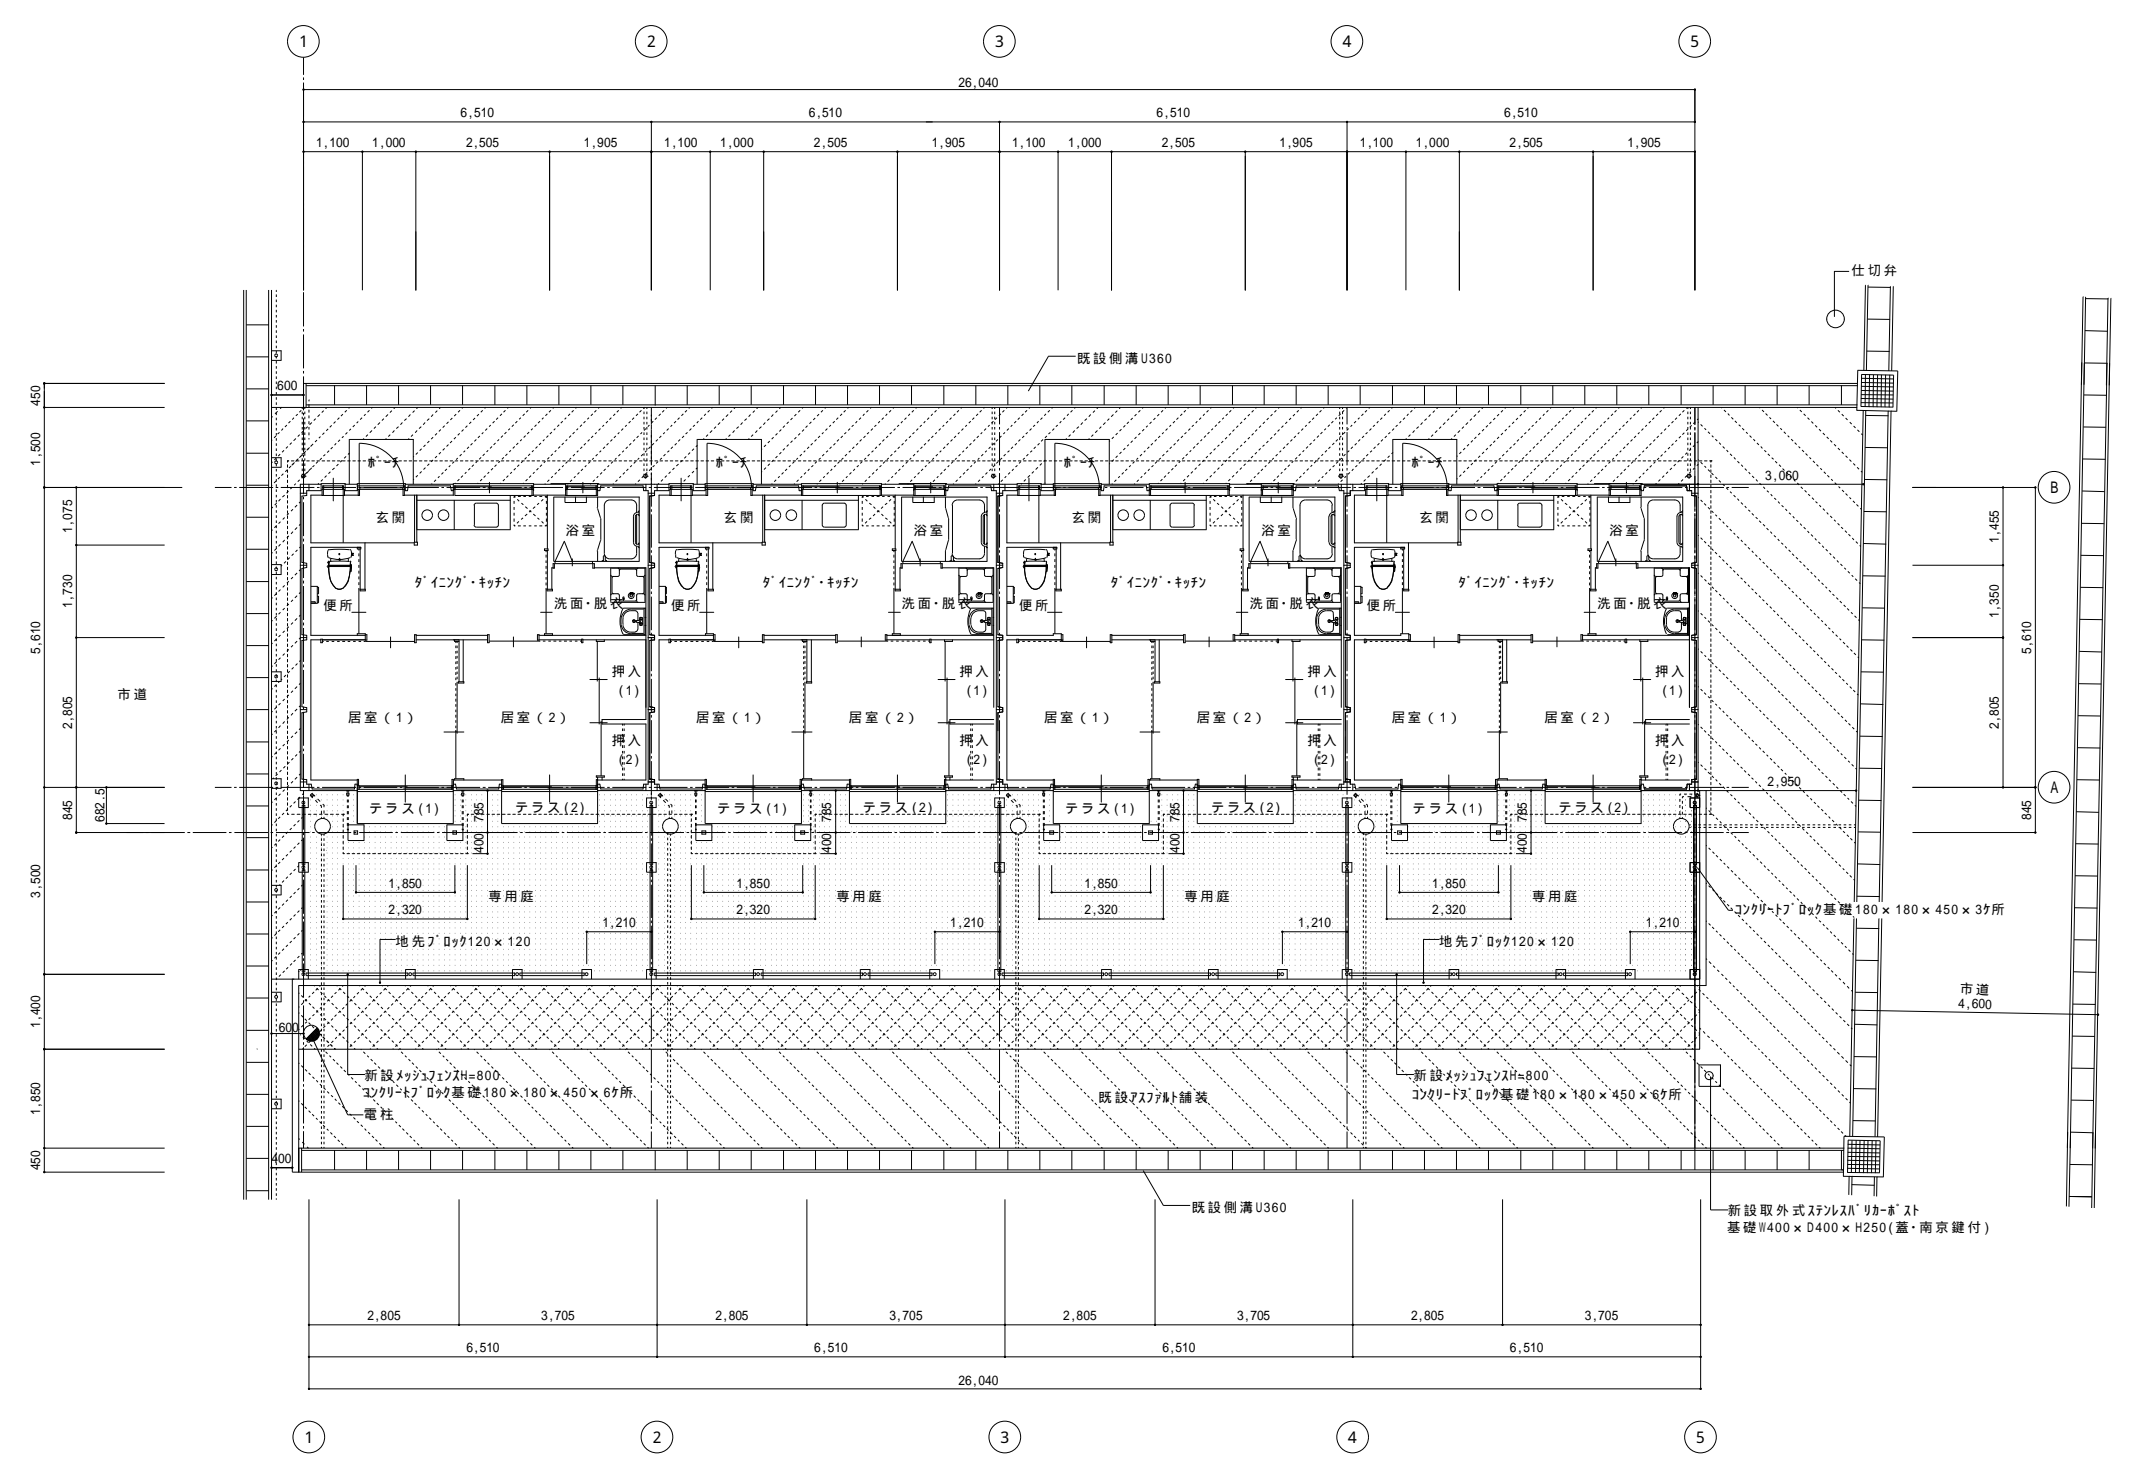 1 2 3 4 5
26,040
6,510 6,510 6,510 6,510
1,100 1,000 2,505 1,905 1,100 1,000 2,505 1,905 1,100 1,000 2,505 1,905 1,100 1,000 2,505 1,905
仕切弁
既設側溝U360
600
450
1,500
ﾎﾟｰﾁ ﾎﾟｰﾁ ﾎﾟｰﾁ ﾎﾟｰﾁ
3,060
B
1,075
玄関 浴室 玄関 浴室 玄関 浴室 玄関 浴室
1,455
1,730
ﾀﾞｲﾆﾝｸﾞ・ｷｯﾁﾝ ﾀﾞｲﾆﾝｸﾞ・ｷｯﾁﾝ ﾀﾞｲﾆﾝｸﾞ・ｷｯﾁﾝ ﾀﾞｲﾆﾝｸﾞ・ｷｯﾁﾝ
便所 洗面・脱衣 便所 洗面・脱衣 便所 洗面・脱衣 便所 洗面・脱衣
1,350
5,610
5,610
押入 押入 押入 押入
(1) (1) (1) (1)
市道
2,805
2,805
居室(1) 居室(2) 居室(1) 居室(2) 居室(1) 居室(2) 居室(1) 居室(2)
押入 押入 押入 押入
(2) (2) (2) (2)
2,950
A
845
682.5
テラス(1) テラス(2) 785 テラス(1) テラス(2) 785 テラス(1) テラス(2) 785 テラス(1) テラス(2) 785
845
400 400 400 400
3,500
1,850 専用庭 1,850 専用庭 1,850 専用庭 1,850 専用庭
2,320 2,320 2,320 2,320
ｺﾝｸﾘｰﾄﾌﾞﾛｯｸ基礎180×180×450×3ｹ所
1,210 1,210 1,210 1,210
地先ﾌﾞﾛｯｸ120×120 地先ﾌﾞﾛｯｸ120×120
市道
4,600
1,400
600
新設ﾒｯｼｭﾌｪﾝｽH=800 新設ﾒｯｼｭﾌｪﾝｽH=800
ｺﾝｸﾘｰﾄﾌﾞﾛｯｸ基礎180×180×450×6ｹ所 ｺﾝｸﾘｰﾄﾌﾞﾛｯｸ基礎180×180×450×6ｹ所
既設ｱｽﾌｧﾙﾄ舗装
電柱
1,850
450
400
既設側溝U360
新設取外式ｽﾃﾝﾚｽﾊﾞﾘｶｰﾎﾟｽﾄ
基礎W400×D400×H250(蓋・南京鍵付)
2,805 3,705 2,805 3,705 2,805 3,705 2,805 3,705
6,510 6,510 6,510 6,510
26,040
1 2 3 4 5